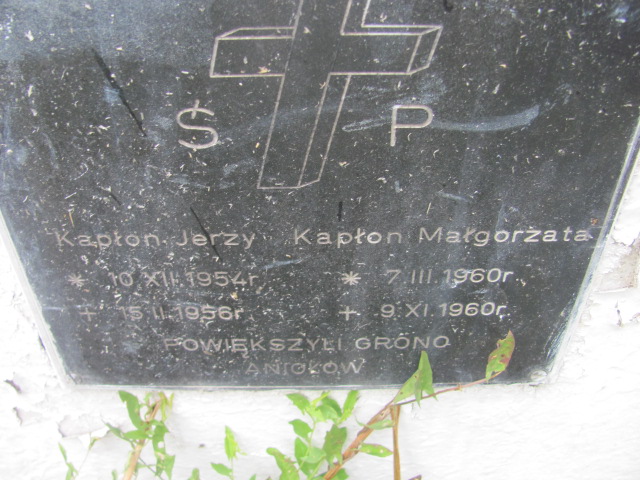 Ś P
Kapłon Jerzy Kapłon Małgorzata
* 10 XII.1954r. * 7 III 1960r
+ 15 II.1956r. + 9 XI.1960r.
POWIĘKSZYLI GRONO
ANIOŁÓW